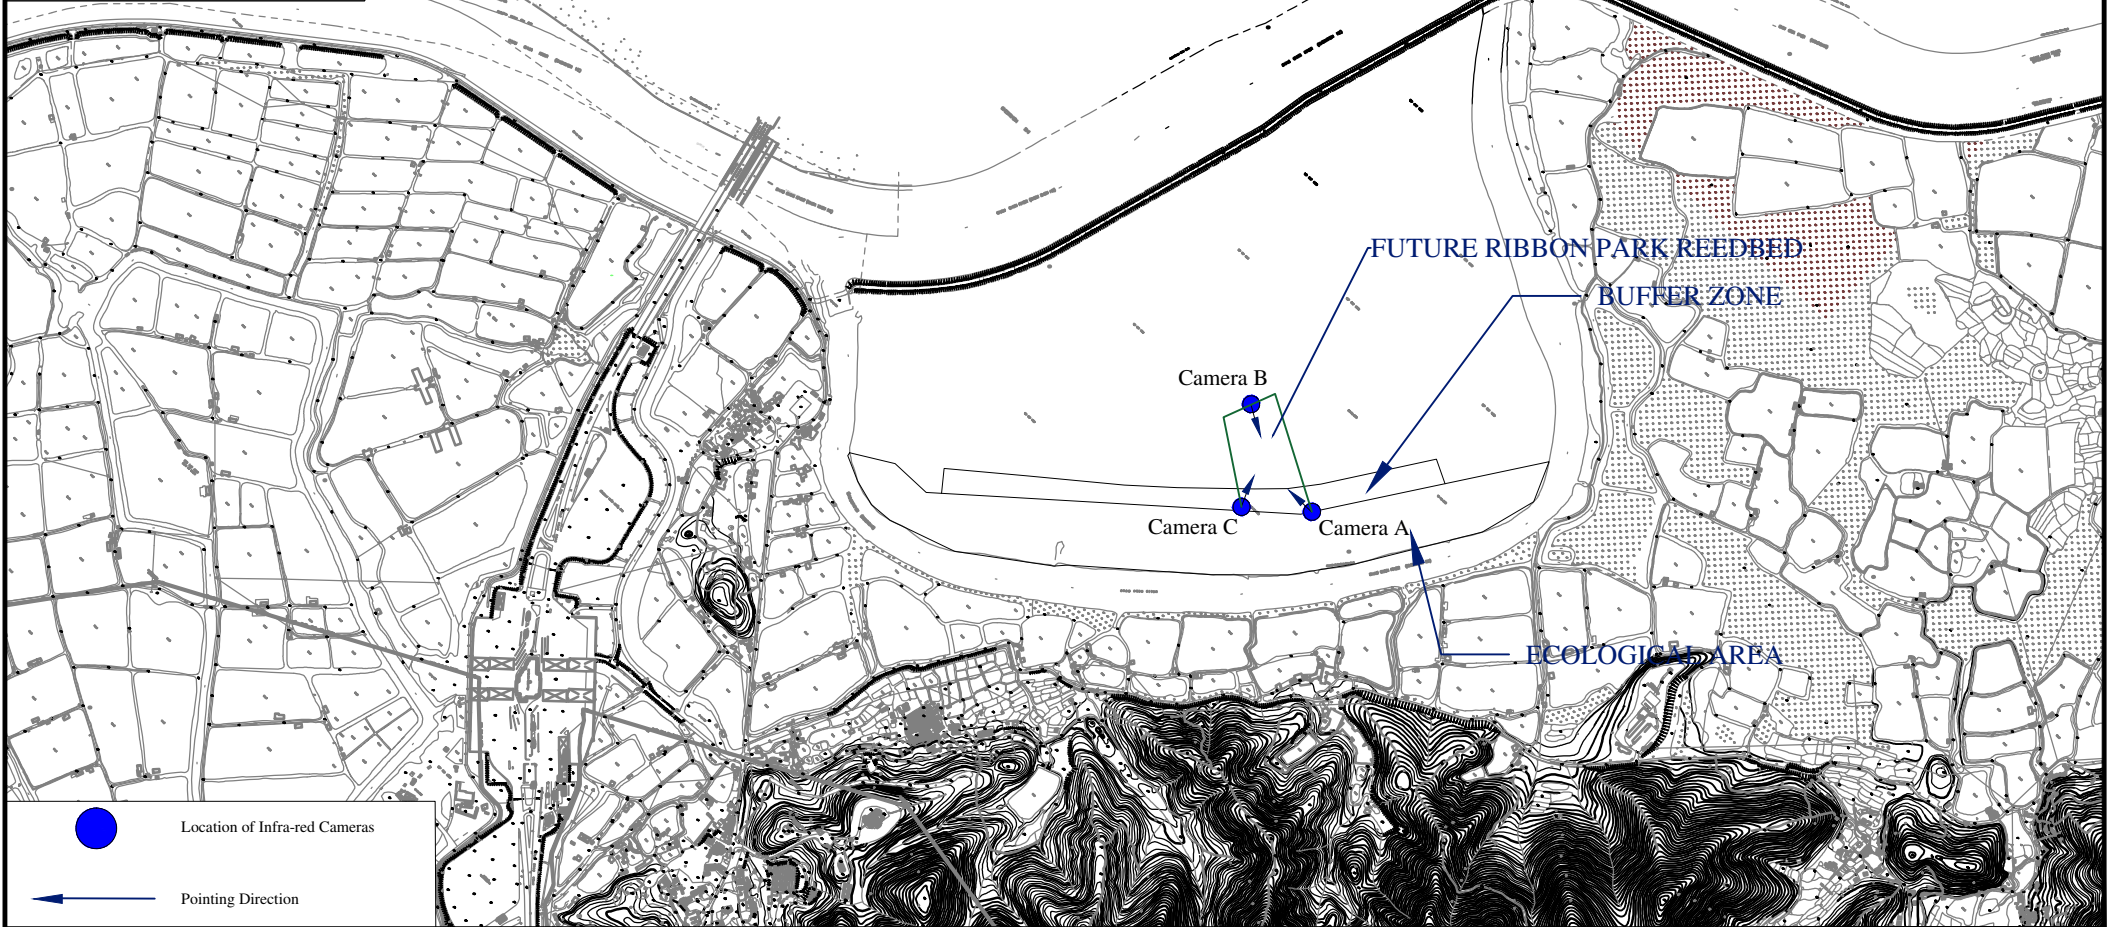 FUTURE RIBBON PARK REEDBED
BUFFER ZONE
Camera B
Camera C
Camera A
ECOLOGICAL AREA
Location of Infra-red Cameras
Pointing Direction